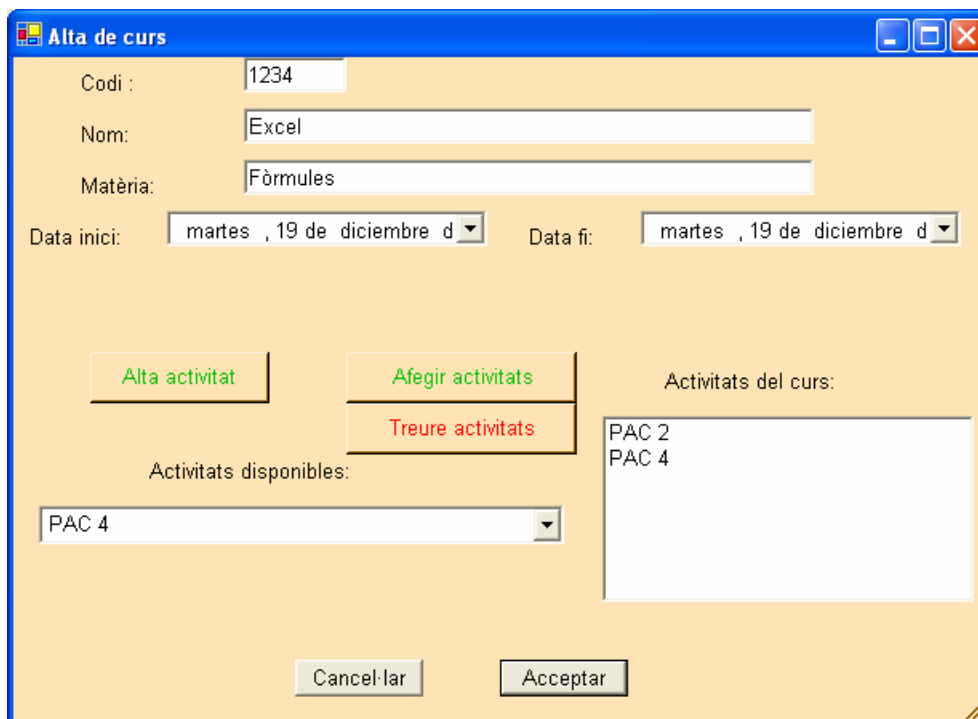 Alta de curs
Codi :
1234
Nom:
Excel
Matèria:
Fòrmules
Data inici:
martes , 19 de diciembre d
Data fi:
martes , 19 de diciembre d
Alta activitat
Afegir activitats
Activitats del curs:
Treure activitats
PAC 2
PAC 4
Activitats disponibles:
PAC 4
Cancel·lar
Acceptar